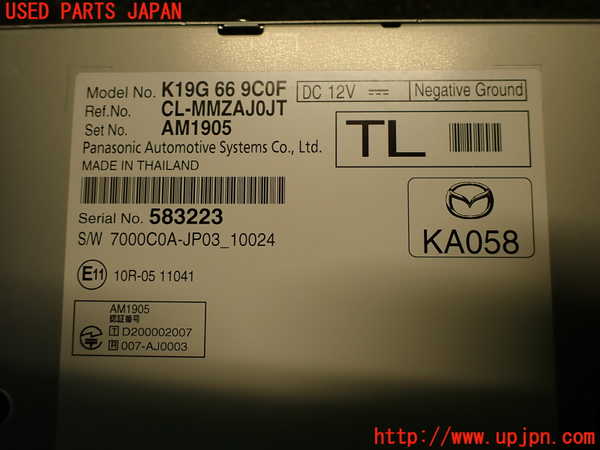 USED PARTS JAPAN
Model No. K19G 66 9C0F
DC 12V Negative Ground
Ref.No. CL-MMZAJ0JT
Set No. AM1905
TL
Panasonic Automotive Systems Co., Ltd.
MADE IN THAILAND
Serial No. 583223
S/W 7000C0A-JP03_10024
KA058
E11 10R-05 11041
AM1905
認証番号
T D200002007
H 007-AJ0003
http://www.upjpn.com/